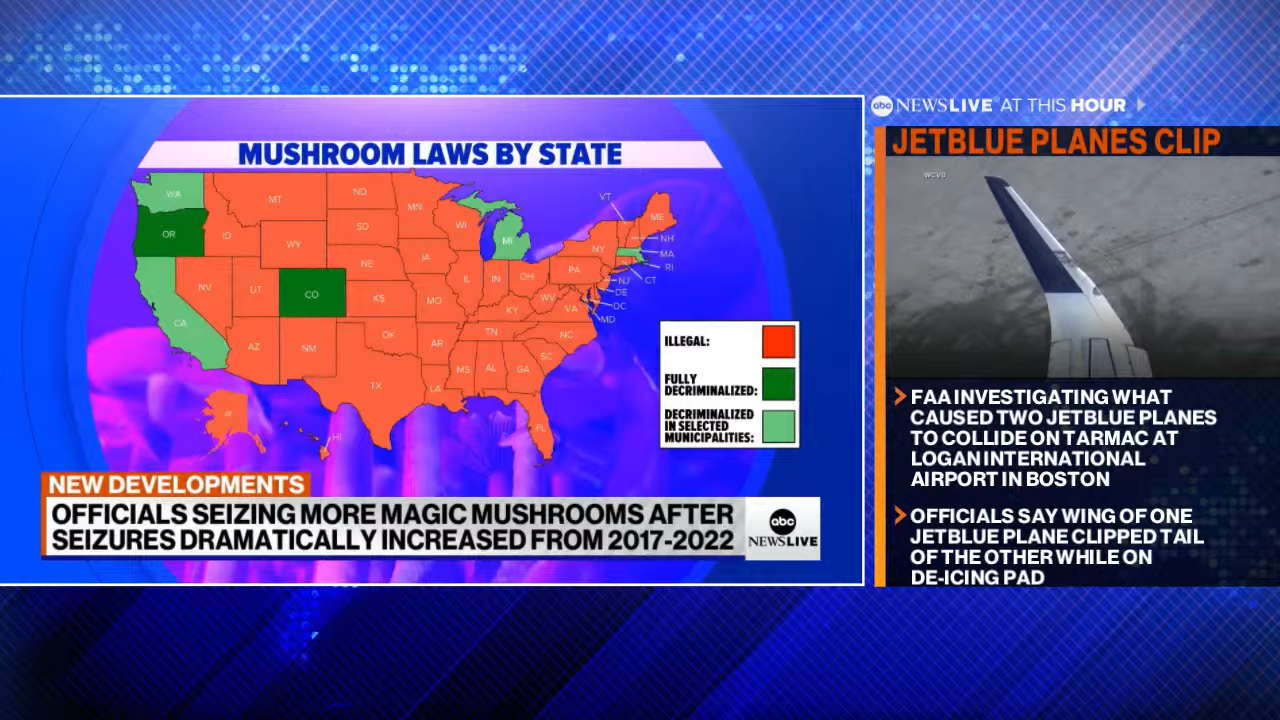 abc NEWS LIVE AT THIS HOUR
MUSHROOM LAWS BY STATE
WA
OR
CA
ID
NV
MT
WY
UT
CO
AZ
NM
ND
SD
NE
KS
OK
TX
MN
IA
MO
AR
LA
WI
IL
MI
IN
OH
KY
TN
MS
AL
GA
FL
SC
NC
VA
WV
PA
NY
VT
ME
NH
MA
RI
CT
NJ
DE
DC
MD
HI
ILLEGAL:
FULLY
DECRIMINALIZED:
DECRIMINALIZED
IN SELECTED
MUNICIPALITIES:
NEW DEVELOPMENTS
OFFICIALS SEIZING MORE MAGIC MUSHROOMS AFTER
SEIZURES DRAMATICALLY INCREASED FROM 2017-2022
abc
NEWS LIVE
JETBLUE PLANES CLIP
WCVB
FAA INVESTIGATING WHAT
CAUSED TWO JETBLUE PLANES
TO COLLIDE ON TARMAC AT
LOGAN INTERNATIONAL
AIRPORT IN BOSTON
OFFICIALS SAY WING OF ONE
JETBLUE PLANE CLIPPED TAIL
OF THE OTHER WHILE ON
DE-ICING PAD